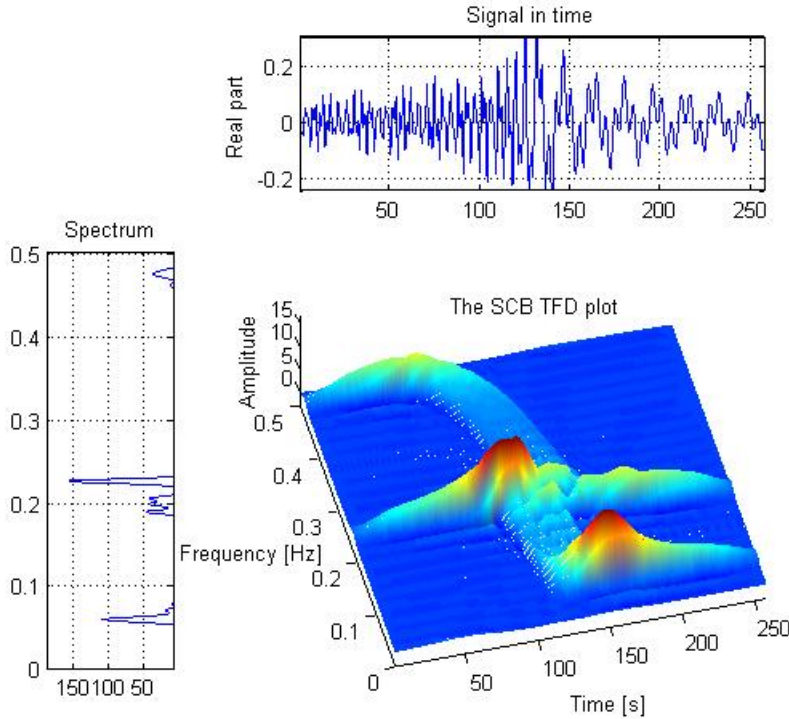 Signal in time
Real part
0.2
0
-0.2
50 100 150 200 250
Spectrum
0.5
0.4
0.3
0.2
0.1
0
150 100 50
The SCB TFD plot
Amplitude
15
10
5
0
0.5
0.4
0.3
0.2
0.1
0
Frequency [Hz]
50 100 150 200 250
Time [s]